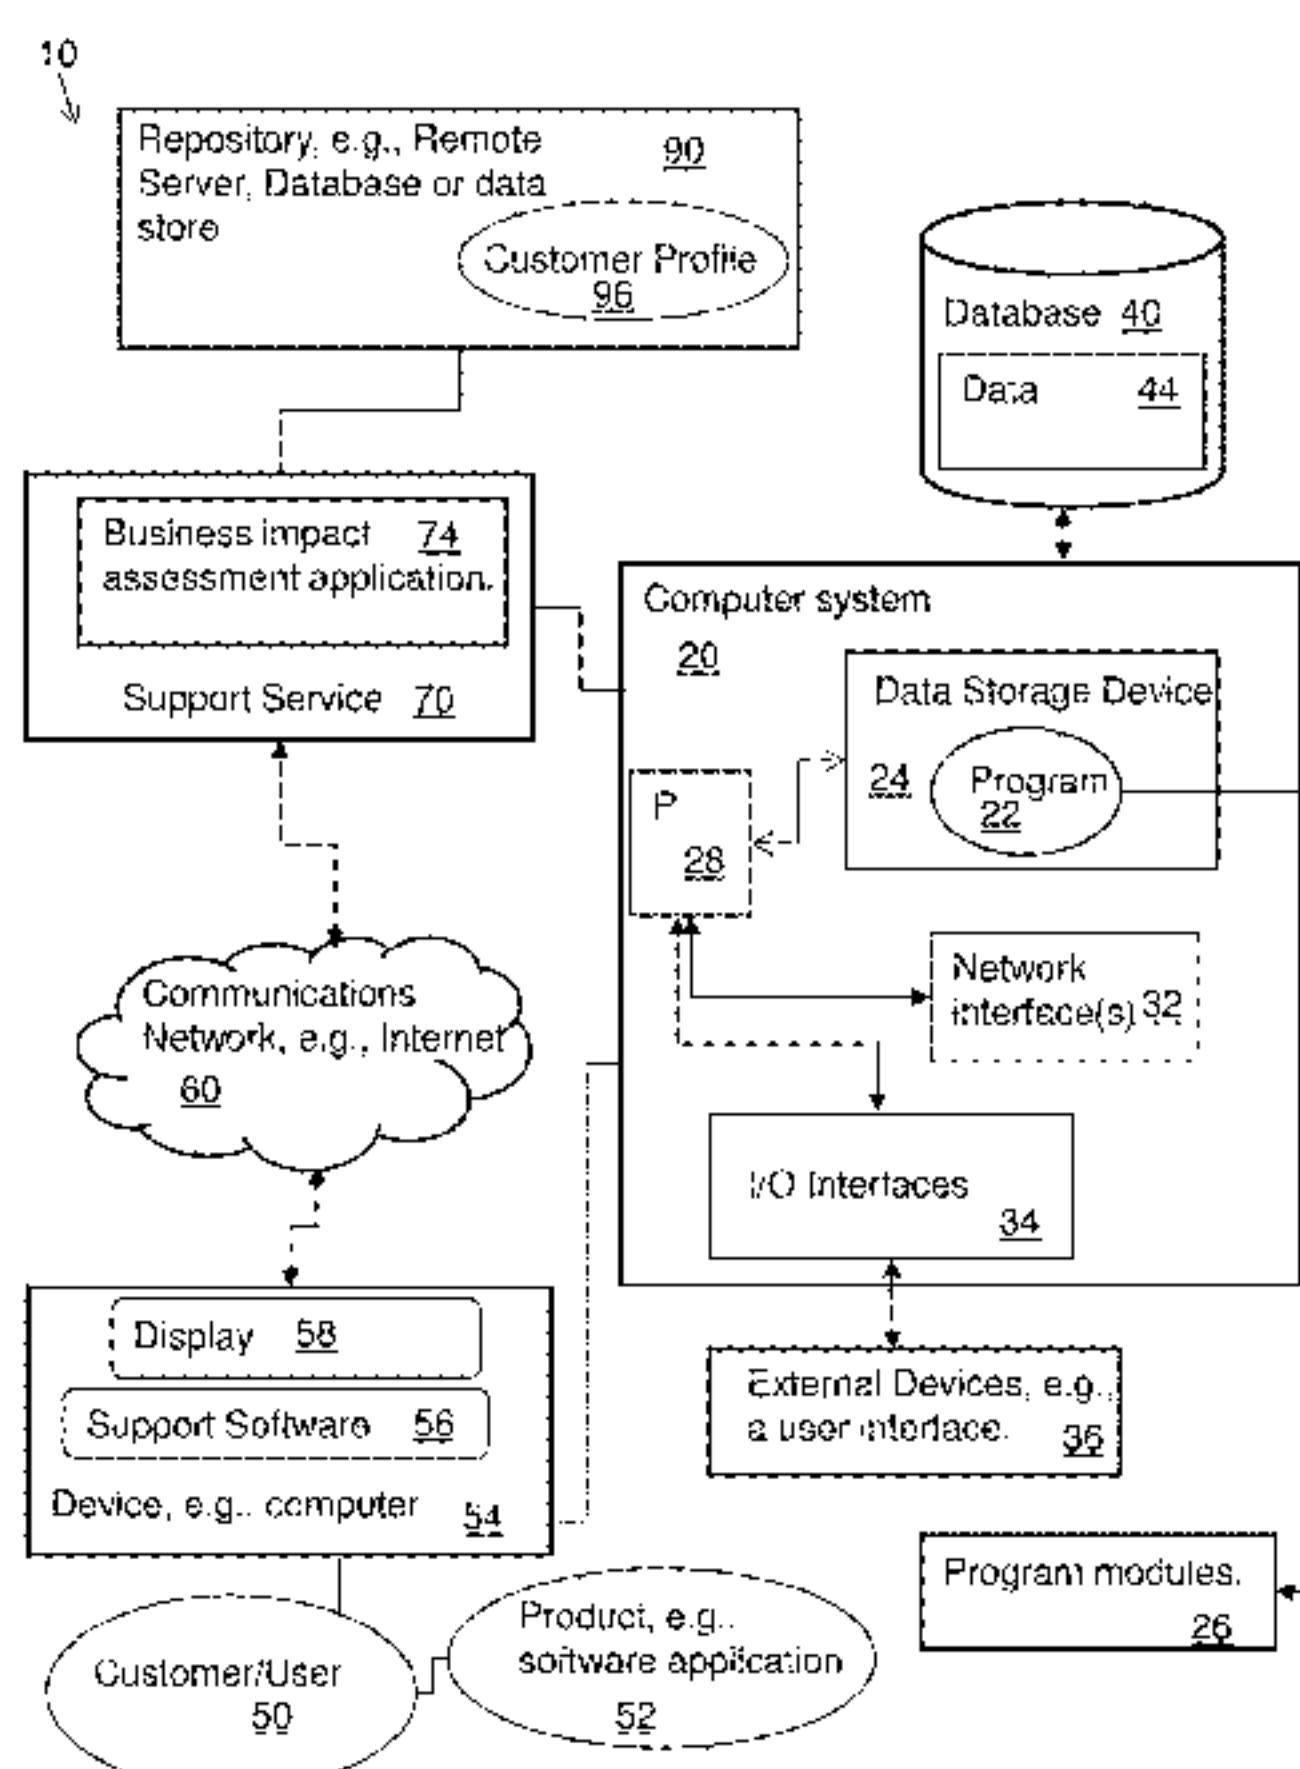 10
Repository, e.g., Remote 90
Server, Database or data
store
Customer Profile
96
Database 40
Data 44
Business impact 74
assessment application.
Support Service 70
Computer system
20
Data Storage Device
24
Program
22
P
28
Network
interface(s) 32
Communications
Network, e.g., Internet
60
I/O Interfaces
34
Display 58
Support Software 56
Device, e.g., computer 54
External Devices, e.g.,
a user interface. 36
Program modules.
26
Customer/User
50
Product, e.g.,
software application
52